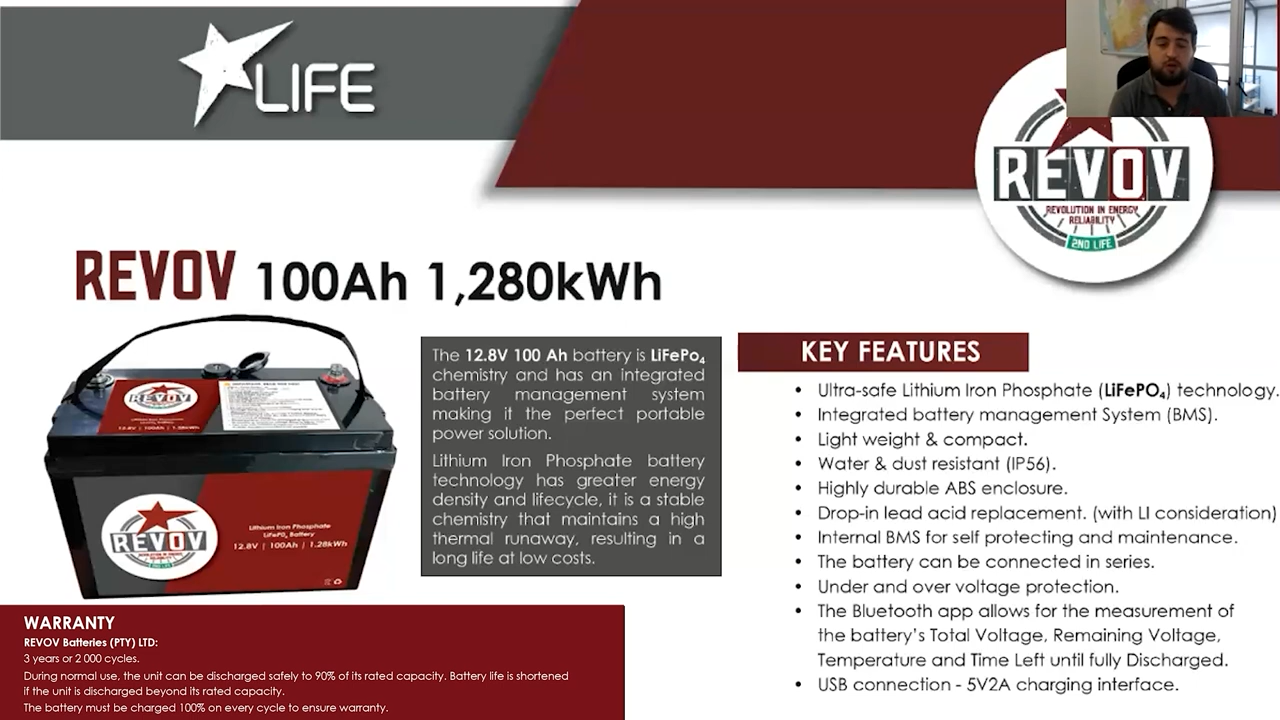 LIFE
REVOV
REVOLUTION IN ENERGY
RELIABILITY
2ND LIFE
REVOV 100Ah 1,280kWh
The 12.8V 100 Ah battery is LiFePo₄
chemistry and has an integrated
battery management system
making it the perfect portable
power solution.
Lithium Iron Phosphate battery
technology has greater energy
density and lifecycle, it is a stable
chemistry that maintains a high
thermal runaway, resulting in a
long life at low costs.
KEY FEATURES
• Ultra-safe Lithium Iron Phosphate (LiFePO₄) technology.
• Integrated battery management System (BMS).
• Light weight & compact.
• Water & dust resistant (IP56).
• Highly durable ABS enclosure.
• Drop-in lead acid replacement. (with LI consideration)
• Internal BMS for self protecting and maintenance.
• The battery can be connected in series.
• Under and over voltage protection.
• The Bluetooth app allows for the measurement of
the battery's Total Voltage, Remaining Voltage,
Temperature and Time Left until fully Discharged.
• USB connection - 5V2A charging interface.
REVOV
12.8V | 100Ah | 1.28kWh
REVOV
2ND LIFE
Lithium Iron Phosphate
LiFePO₄ Battery
12.8V | 100Ah | 1.28kWh
WARRANTY
REVOV Batteries (PTY) LTD:
3 years or 2 000 cycles.
During normal use, the unit can be discharged safely to 90% of its rated capacity. Battery life is shortened
if the unit is discharged beyond its rated capacity.
The battery must be charged 100% on every cycle to ensure warranty.